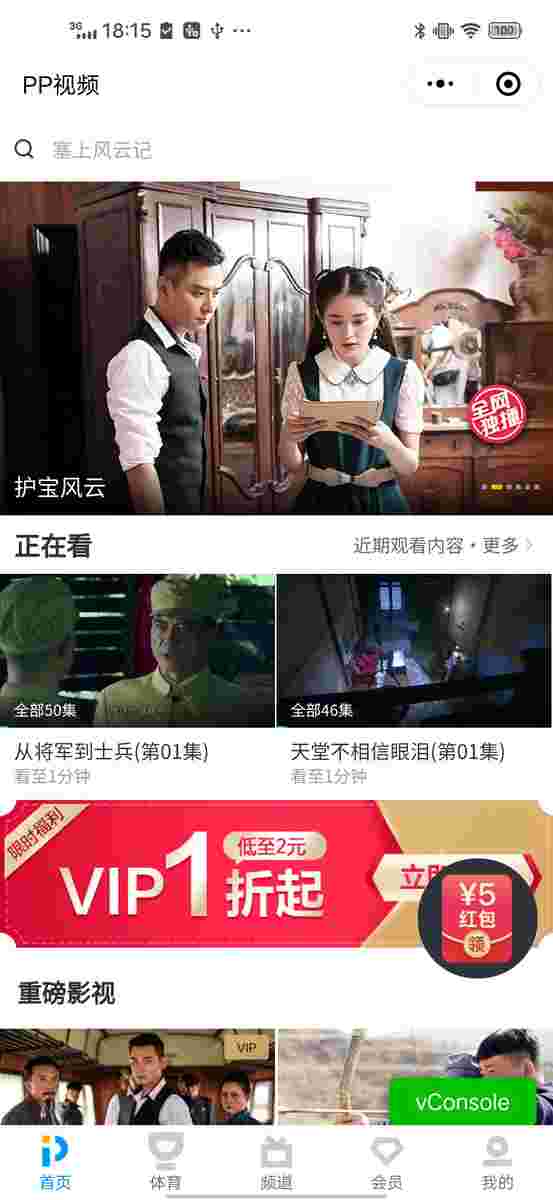 3G 18:15 100
PP视频
塞上风云记
全网
独播
护宝风云
正在看
近期观看内容·更多
全部50集
全部46集
从将军到士兵(第01集)
天堂不相信眼泪(第01集)
看至1分钟
看至1分钟
限时福利
VIP1折起
低至2元
立即
¥5
红包
领
重磅影视
VIP
vConsole
首页
体育
频道
会员
我的